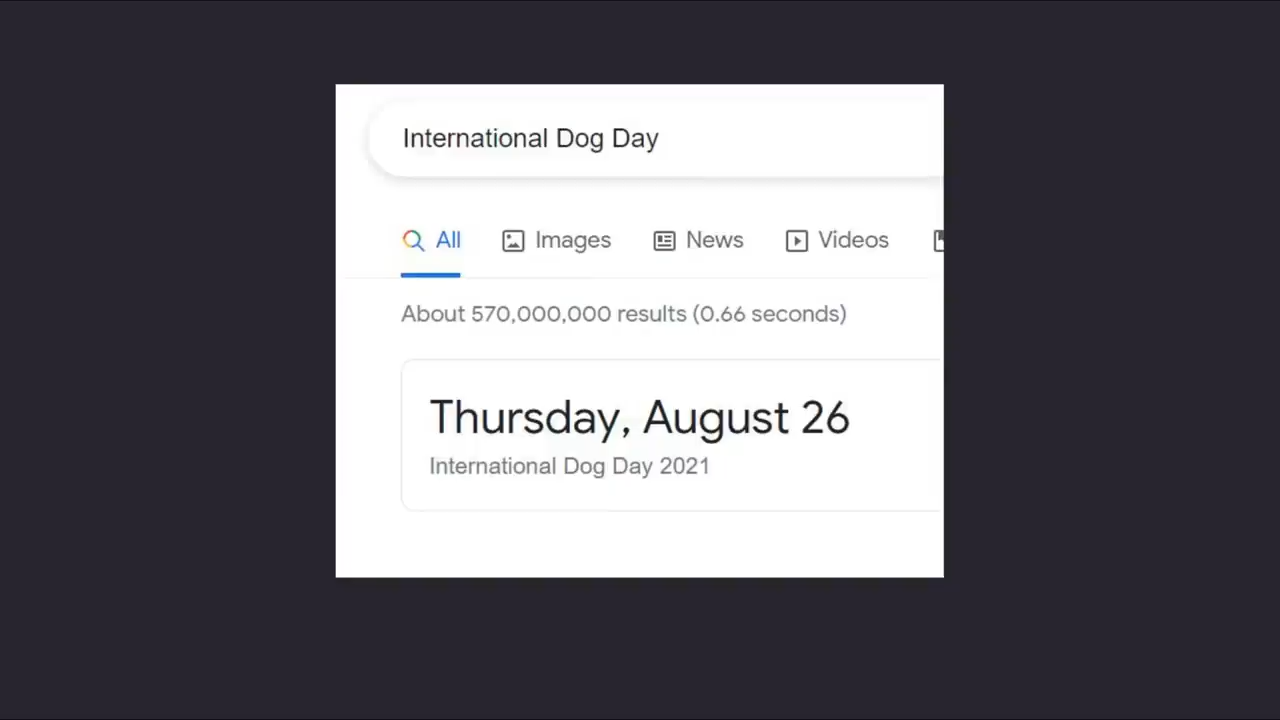 International Dog Day
All Images News Videos
About 570,000,000 results (0.66 seconds)
Thursday, August 26
International Dog Day 2021